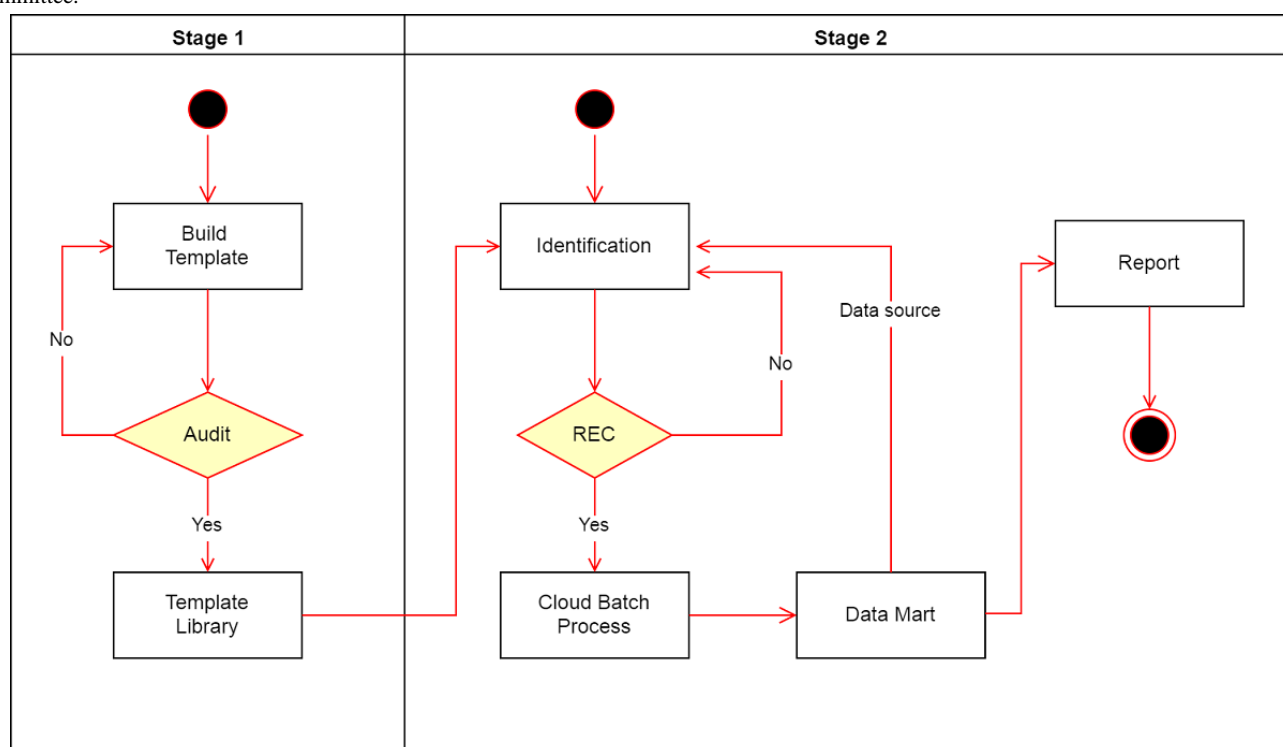 Stage 1
Stage 2
Build
Template
Identification
Report
Data source
No
No
Audit
REC
Yes
Yes
Template
Library
Cloud Batch
Process
Data Mart